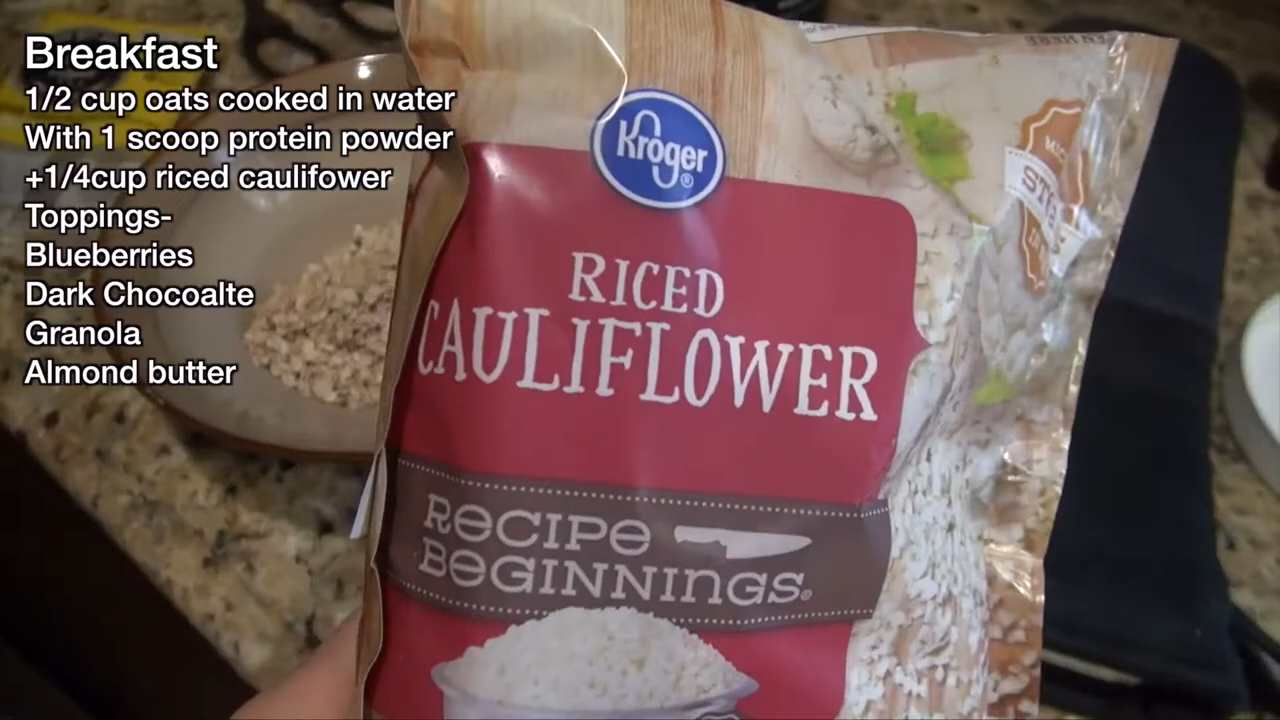 Breakfast
1/2 cup oats cooked in water
With 1 scoop protein powder
+1/4cup riced caulifower
Toppings-
Blueberries
Dark Chocoalte
Granola
Almond butter
Kroger®
RICED
CAULIFLOWER
RECIPE
BEGINNINGS®